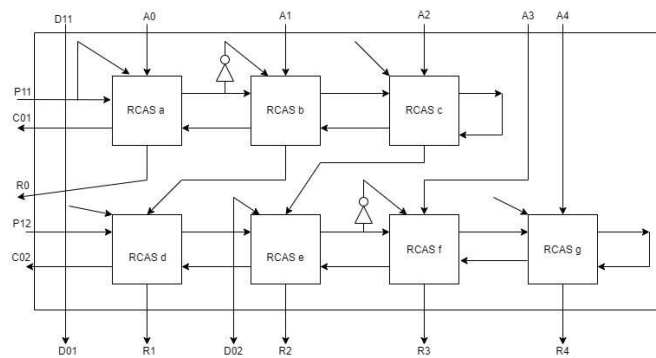 D11 A0 A1 A2 A3 A4
P11
RCAS a RCAS b RCAS c
C01
R0
P12
RCAS d RCAS e RCAS f RCAS g
C02
D01 R1 D02 R2 R3 R4